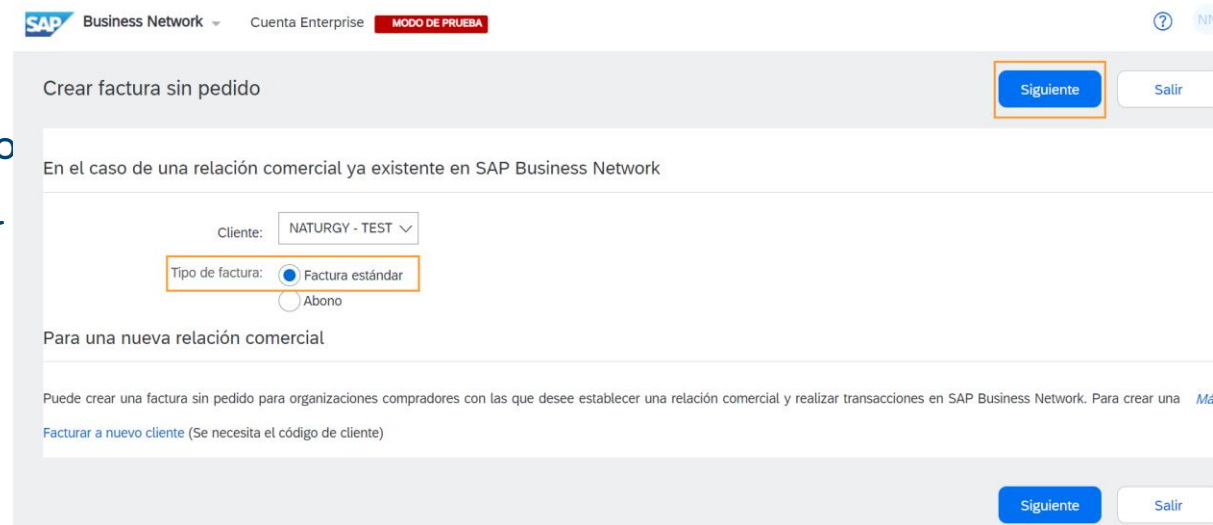 SAP Business Network Cuenta Enterprise MODO DE PRUEBA ? NN
Crear factura sin pedido Siguiente Salir
En el caso de una relación comercial ya existente en SAP Business Network
Cliente: NATURGY - TEST
Tipo de factura: Factura estándar
Abono
Para una nueva relación comercial
Puede crear una factura sin pedido para organizaciones compradores con las que desee establecer una relación comercial y realizar transacciones en SAP Business Network. Para crear una
Facturar a nuevo cliente (Se necesita el código de cliente)
Siguiente Salir